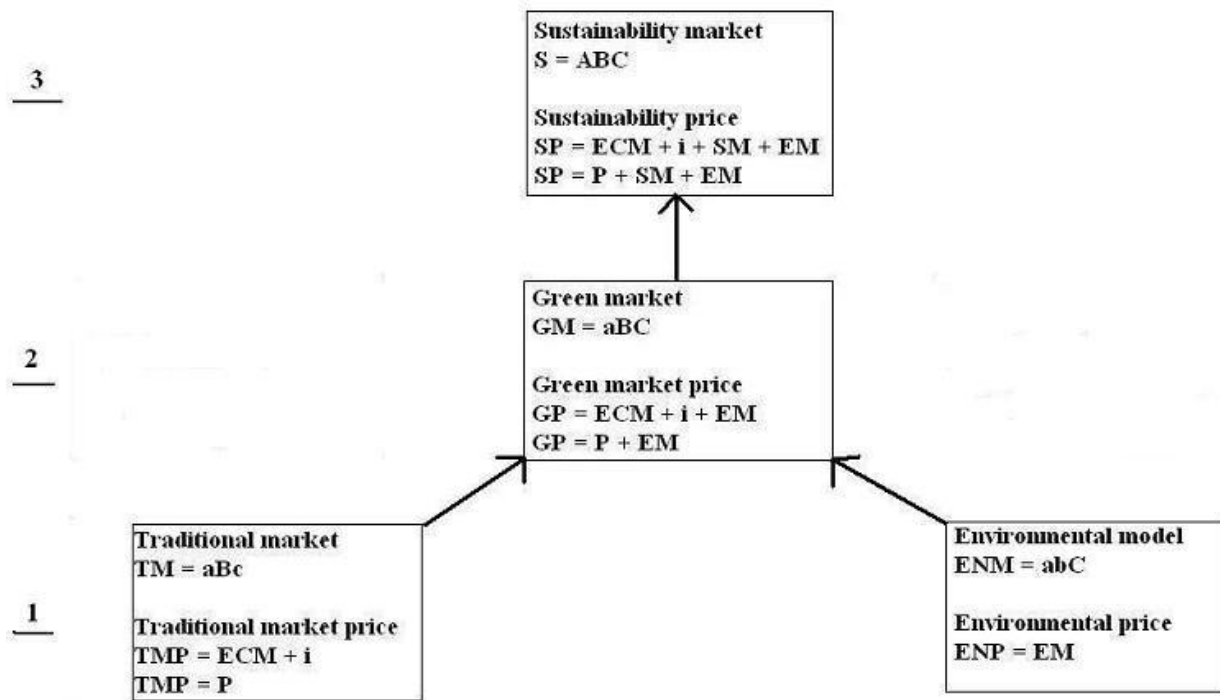 3
Sustainability market
S = ABC
Sustainability price
SP = ECM + i + SM + EM
SP = P + SM + EM
2
Green market
GM = aBC
Green market price
GP = ECM + i + EM
GP = P + EM
1
Traditional market
TM = aBc
Traditional market price
TMP = ECM + i
TMP = P
Environmental model
ENM = abC
Environmental price
ENP = EM